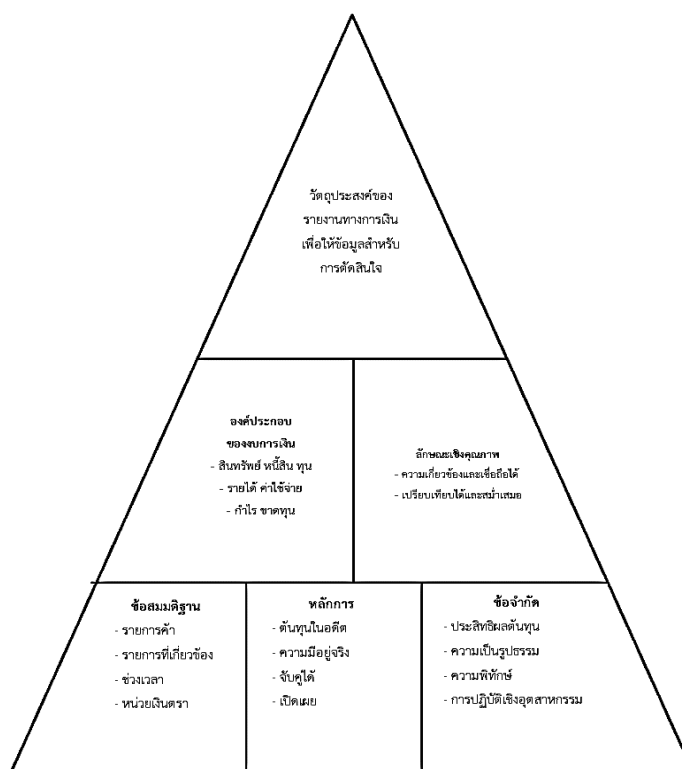 วัตถุประสงค์ของ
รายงานทางการเงิน
เพื่อให้ข้อมูลสำหรับ
การตัดสินใจ
องค์ประกอบ
ของงบการเงิน
- สินทรัพย์ หนี้สิน ทุน
- รายได้ ค่าใช้จ่าย
- กำไร ขาดทุน
ลักษณะเชิงคุณภาพ
- ความเกี่ยวข้องและเชื่อถือได้
- เปรียบเทียบได้และสม่ำเสมอ
ข้อสมมติฐาน
- รายการค้า
- รายการที่เกี่ยวข้อง
- ช่วงเวลา
- หน่วยเงินตรา
หลักการ
- ต้นทุนในอดีต
- ความมีอยู่จริง
- จับคู่ได้
- เปิดเผย
ข้อจำกัด
- ประสิทธิผลต้นทุน
- ความเป็นรูปธรรม
- ความพิทักษ์
- การปฏิบัติเชิงอุตสาหกรรม